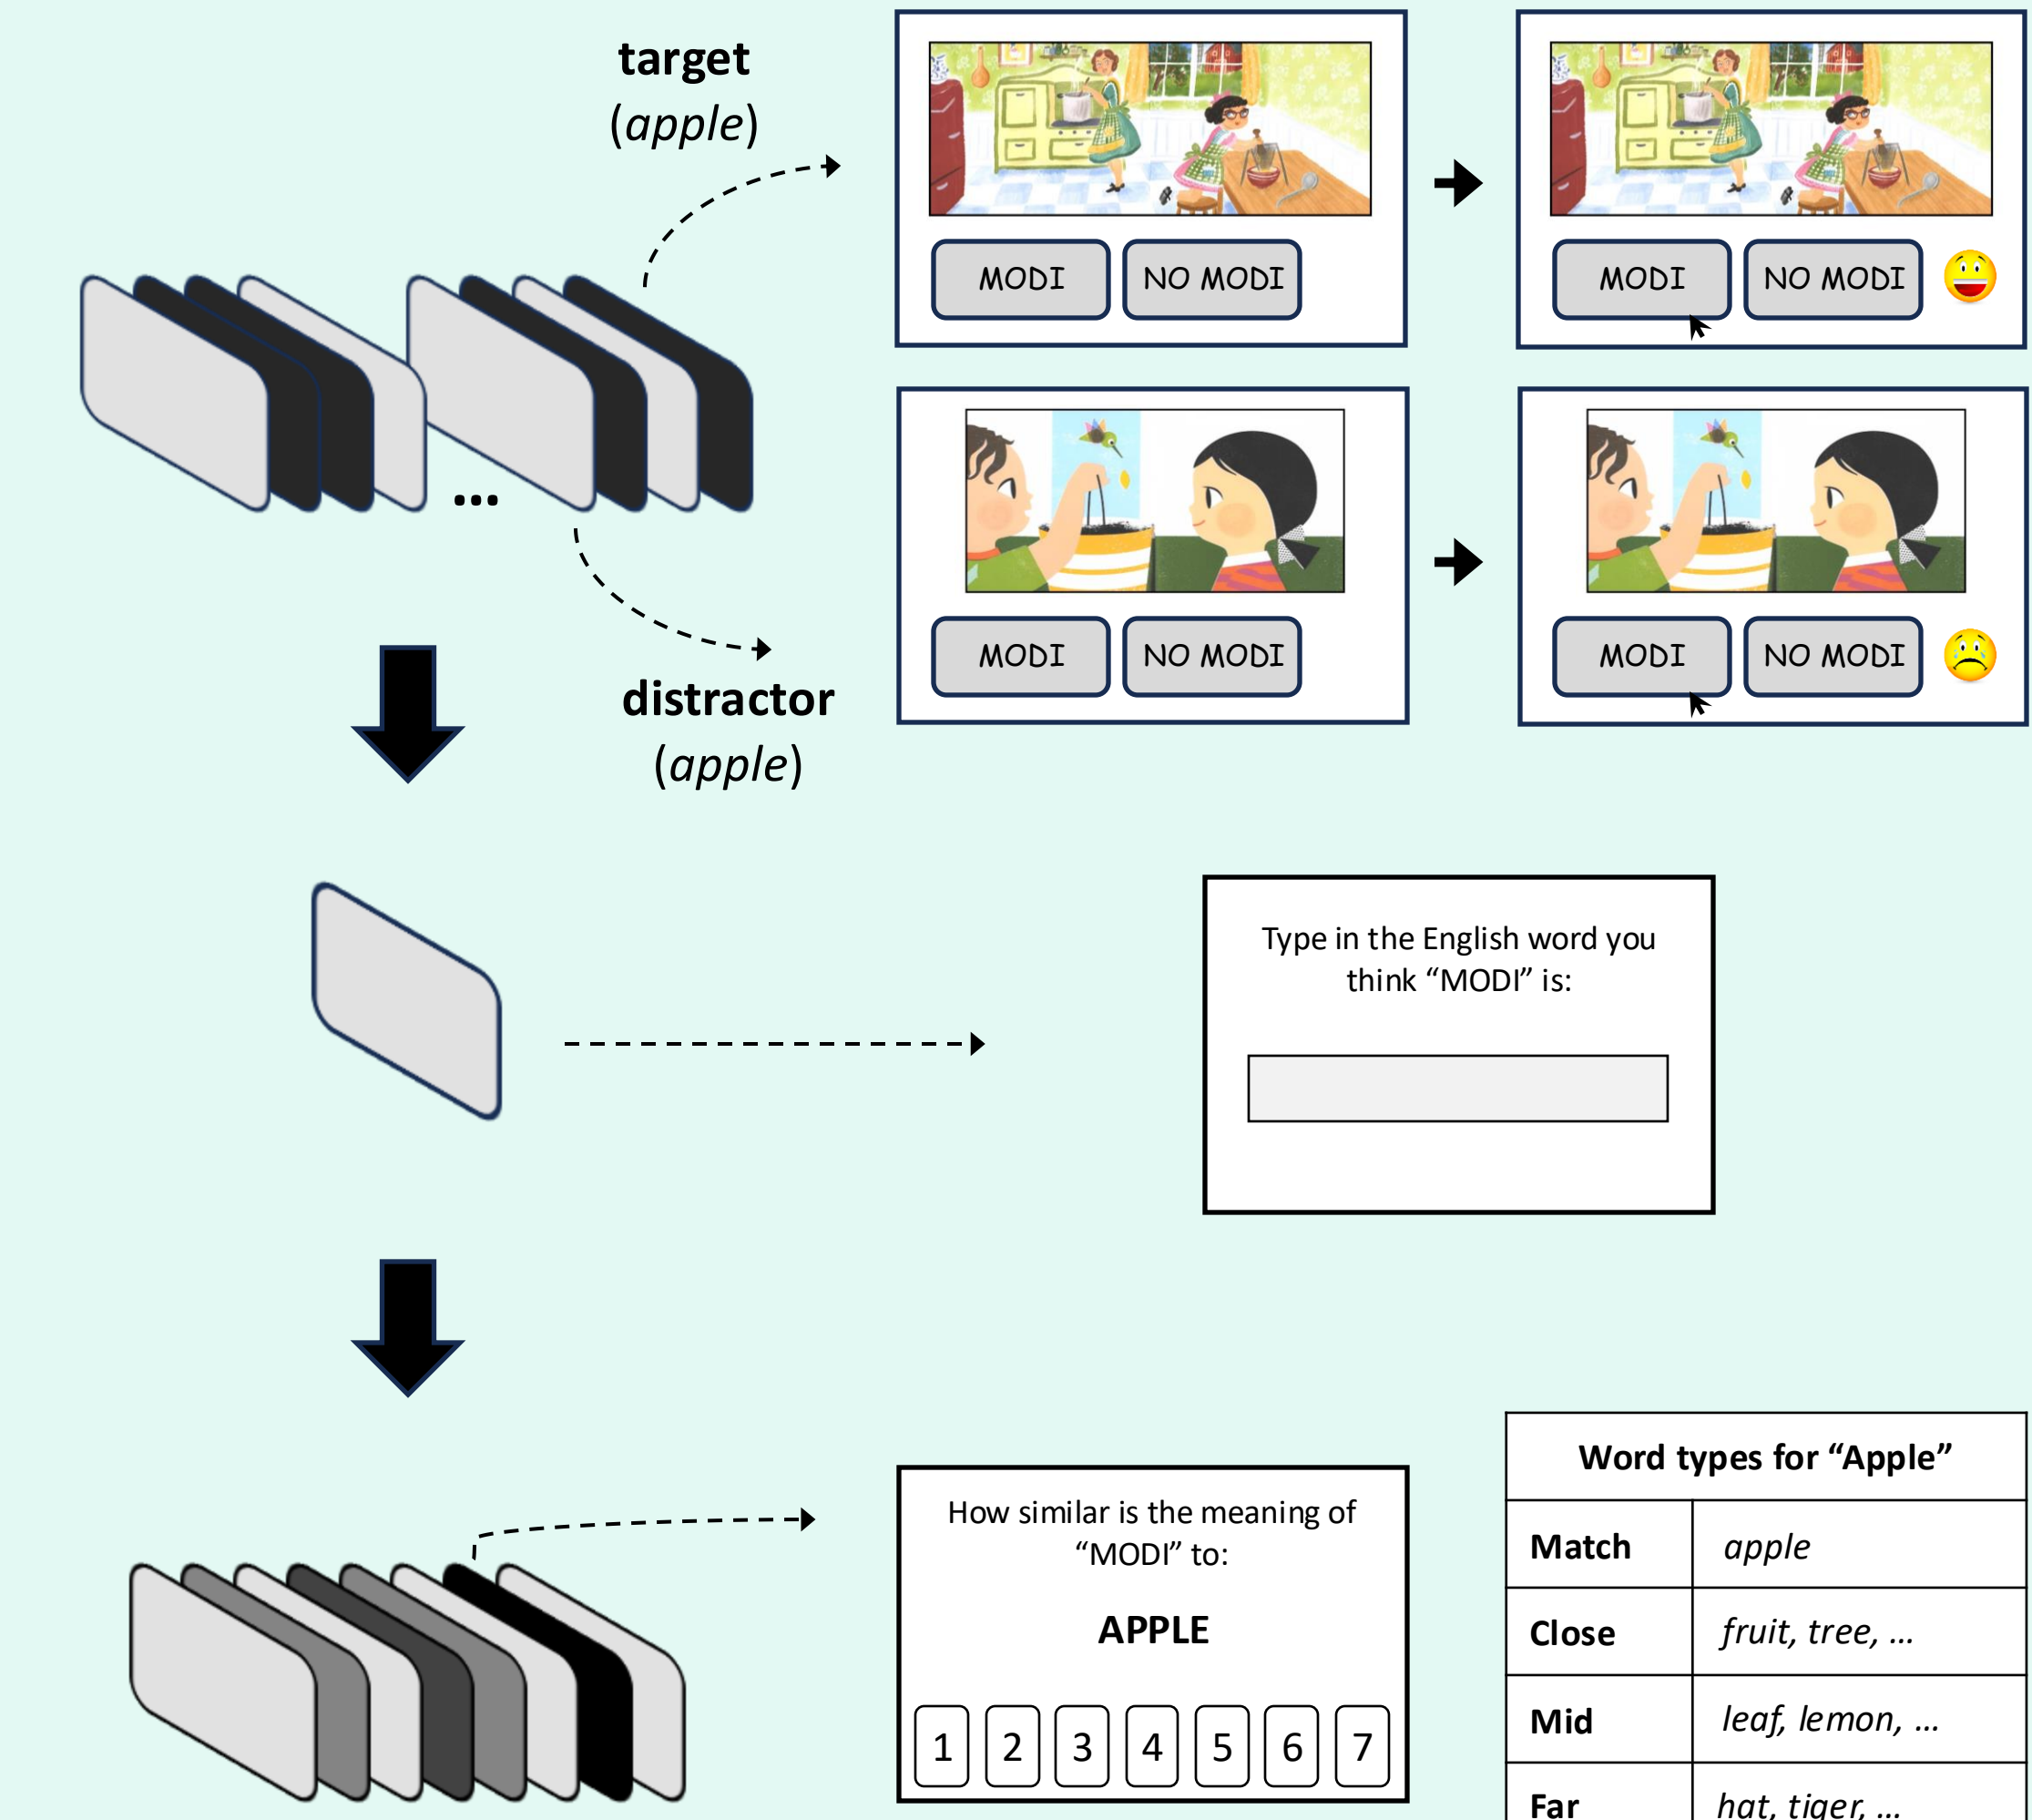 target
(apple)
MODI
NO MODI
MODI
NO MODI
...
distractor
(apple)
MODI
NO MODI
MODI
NO MODI
Type in the English word you
think “MODI” is:
How similar is the meaning of
“MODI” to:
APPLE
1 2 3 4 5 6 7
Word types for “Apple”
Match apple
Close fruit, tree, ...
Mid leaf, lemon, ...
Far hat, tiger, ...